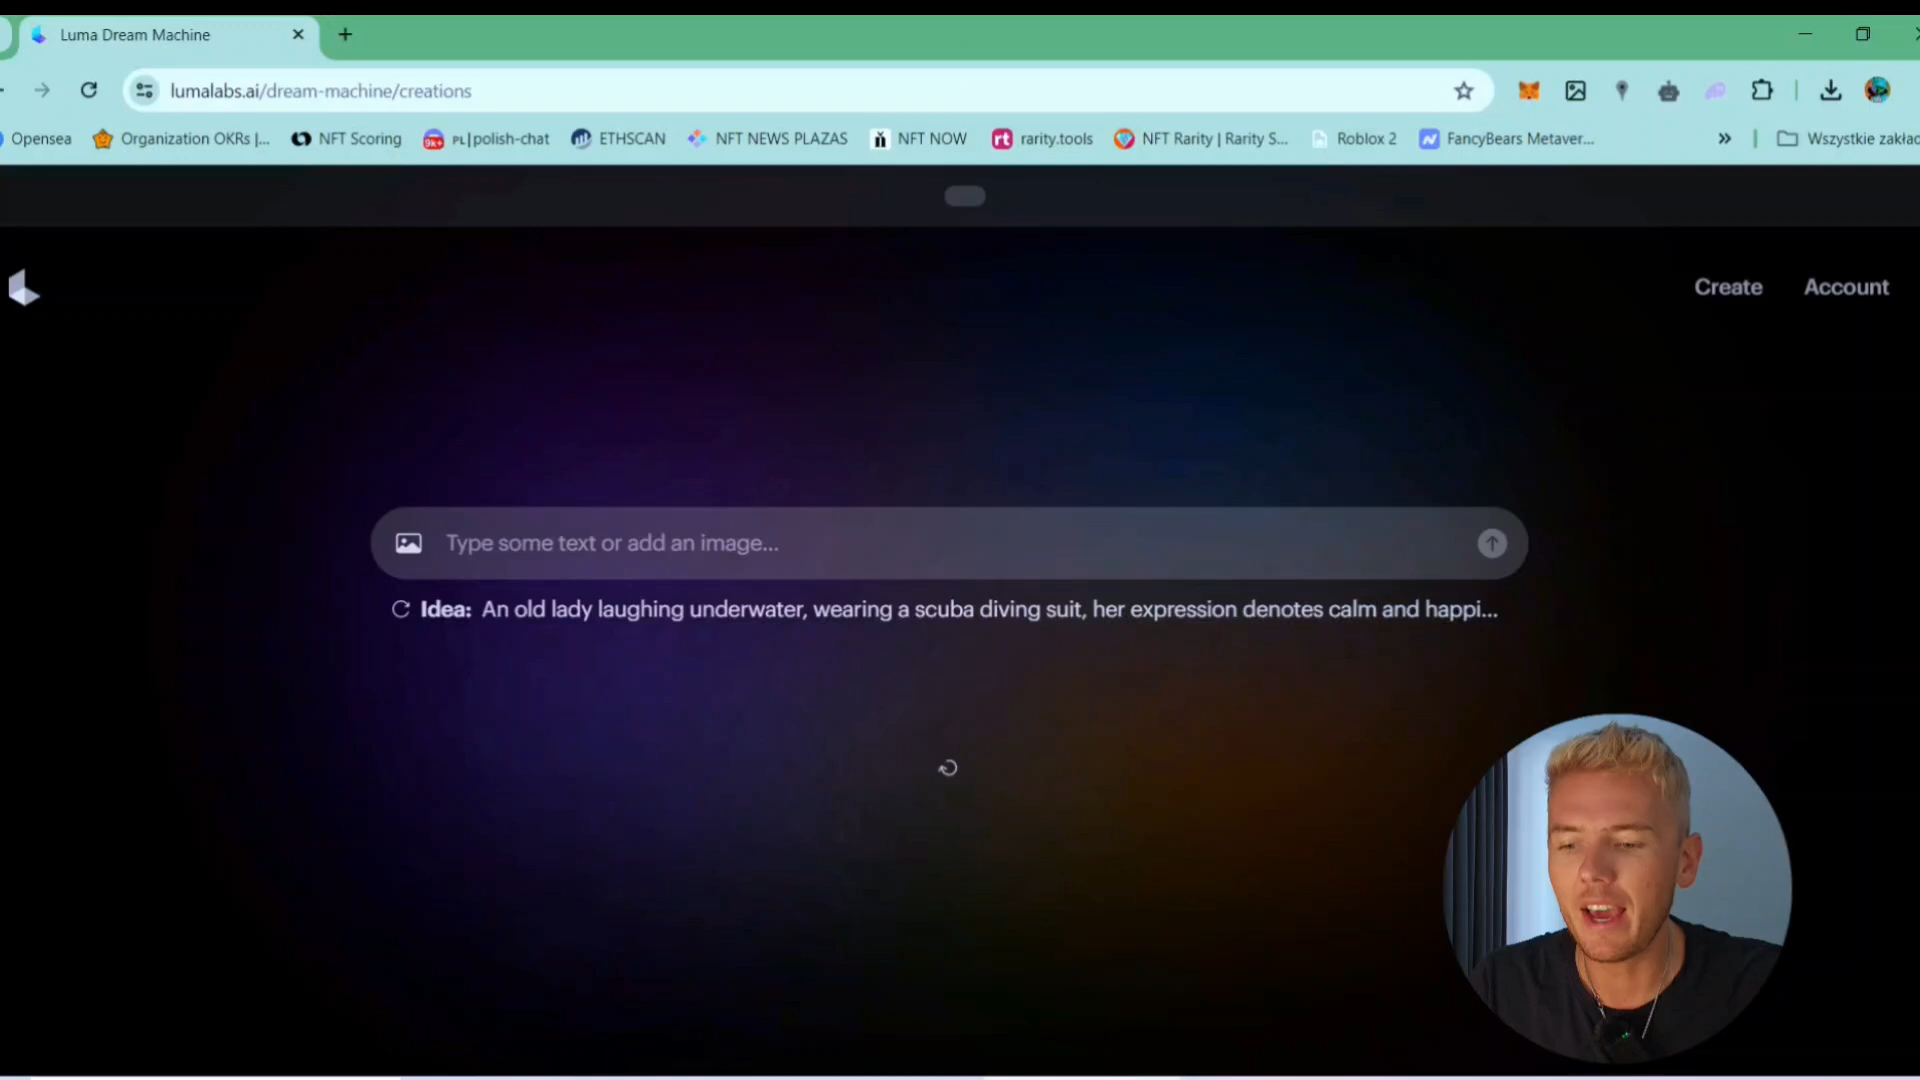 Luma Dream Machine
lumalabs.ai/dream-machine/creations
Opensea
Organization OKRs |...
NFT Scoring
9k+
PL|polish-chat
ETHSCAN
NFT NEWS PLAZAS
NFT NOW
rt
rarity.tools
NFT Rarity | Rarity S...
Roblox 2
FancyBears Metaver...
Wszystkie zakład
Create
Account
Type some text or add an image...
Idea: An old lady laughing underwater, wearing a scuba diving suit, her expression denotes calm and happi...